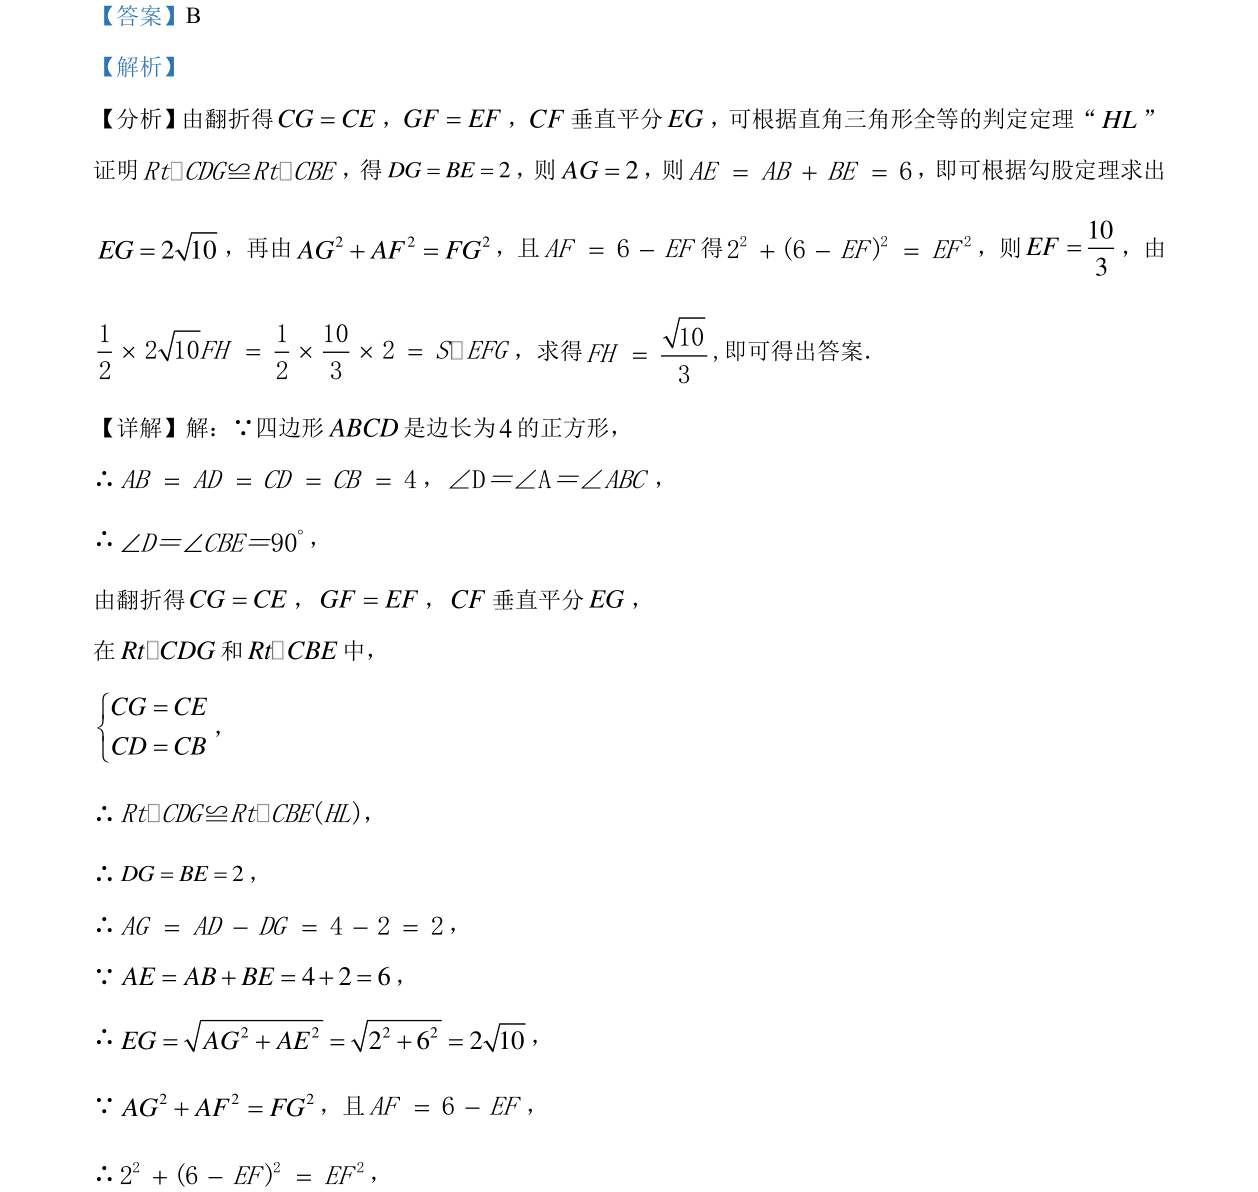 【答案】B
【解析】
【分析】由翻折得CG = CE，GF = EF，CF 垂直平分EG，可根据直角三角形全等的判定定理“HL”
证明Rt□CDG≌Rt□CBE，得DG = BE = 2，则AG = 2，则AE = AB + BE = 6，即可根据勾股定理求出
EG = 2√10，再由AG² + AF² = FG²，且AF = 6 − EF得2² + (6 − EF)² = EF²，则EF = 10/3，由
1/2 × 2√10FH = 1/2 × 10/3 × 2 = S□EFG，求得FH = √10/3,即可得出答案.
【详解】解：∵四边形ABCD是边长为4的正方形，
∴AB = AD = CD = CB = 4，∠D＝∠A＝∠ABC，
∴∠D＝∠CBE＝90°，
由翻折得CG = CE，GF = EF，CF 垂直平分EG，
在Rt□CDG和Rt□CBE中，
{CG = CE
CD = CB，
∴Rt□CDG≌Rt□CBE(HL)，
∴DG = BE = 2，
∴AG = AD − DG = 4 − 2 = 2，
∵AE = AB + BE = 4 + 2 = 6，
∴EG = √(AG² + AE²) = √(2² + 6²) = 2√10，
∵AG² + AF² = FG²，且AF = 6 − EF，
∴2² + (6 − EF)² = EF²，